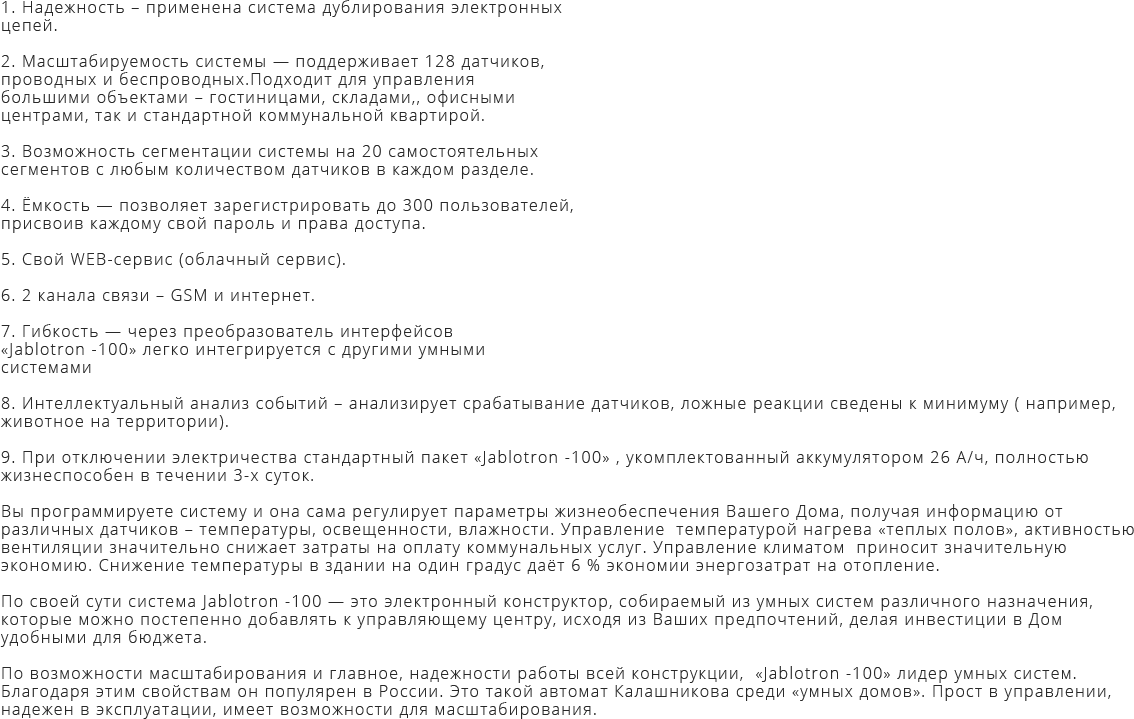 1. Надежность – применена система дублирования электронных
цепей.
2. Масштабируемость системы — поддерживает 128 датчиков,
проводных и беспроводных.Подходит для управления
большими объектами – гостиницами, складами,, офисными
центрами, так и стандартной коммунальной квартирой.
3. Возможность сегментации системы на 20 самостоятельных
сегментов с любым количеством датчиков в каждом разделе.
4. Ёмкость — позволяет зарегистрировать до 300 пользователей,
присвоив каждому свой пароль и права доступа.
5. Свой WEB-сервис (облачный сервис).
6. 2 канала связи – GSM и интернет.
7. Гибкость — через преобразователь интерфейсов
«Jablotron -100» легко интегрируется с другими умными
системами
8. Интеллектуальный анализ событий – анализирует срабатывание датчиков, ложные реакции сведены к минимуму ( например,
животное на территории).
9. При отключении электричества стандартный пакет «Jablotron -100» , укомплектованный аккумулятором 26 А/ч, полностью
жизнеспособен в течении 3-х суток.
Вы программируете систему и она сама регулирует параметры жизнеобеспечения Вашего Дома, получая информацию от
различных датчиков – температуры, освещенности, влажности. Управление  температурой нагрева «теплых полов», активностью
вентиляции значительно снижает затраты на оплату коммунальных услуг. Управление климатом  приносит значительную
экономию. Снижение температуры в здании на один градус даёт 6 % экономии энергозатрат на отопление.
По своей сути система Jablotron -100 — это электронный конструктор, собираемый из умных систем различного назначения,
которые можно постепенно добавлять к управляющему центру, исходя из Ваших предпочтений, делая инвестиции в Дом
удобными для бюджета.
По возможности масштабирования и главное, надежности работы всей конструкции,  «Jablotron -100» лидер умных систем.
Благодаря этим свойствам он популярен в России. Это такой автомат Калашникова среди «умных домов». Прост в управлении,
надежен в эксплуатации, имеет возможности для масштабирования.